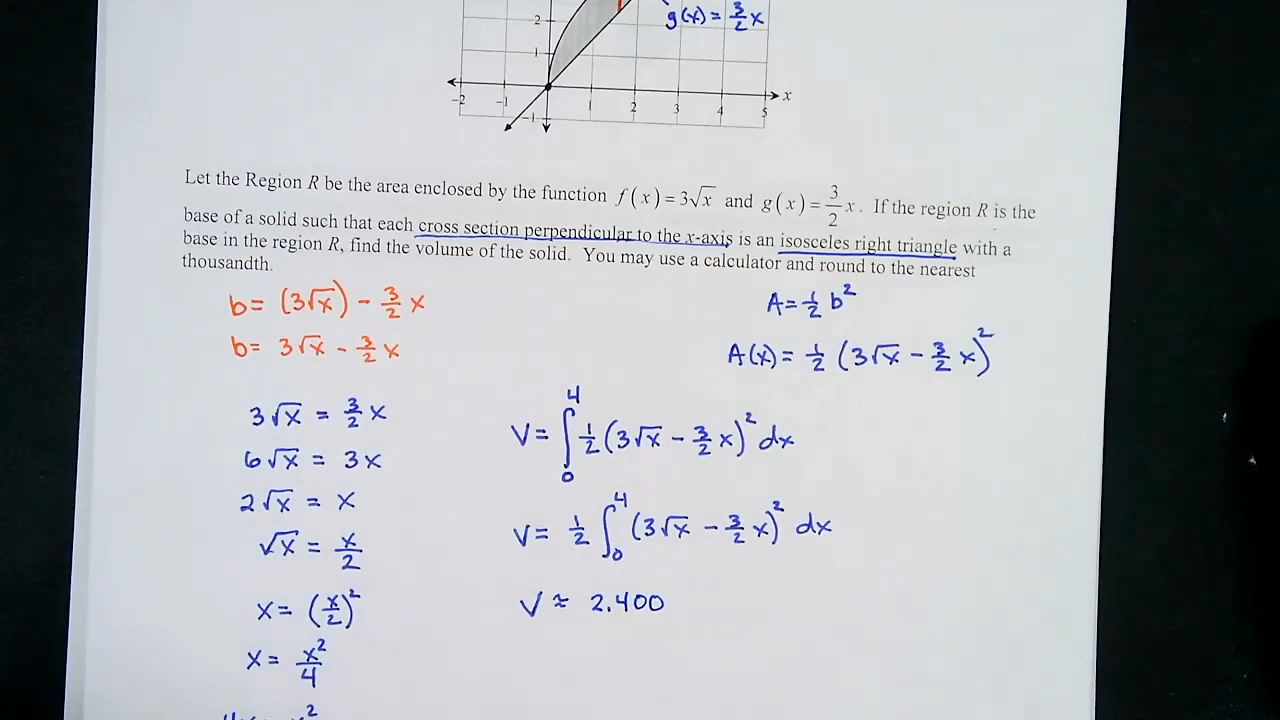 2
g(x) = 3/2 x
1
-2 -1 1 2 3 4 5 x
-1
Let the Region R be the area enclosed by the function f(x) = 3√x and g(x) = 3/2 x. If the region R is the
base of a solid such that each cross section perpendicular to the x-axis is an isosceles right triangle with a
base in the region R, find the volume of the solid. You may use a calculator and round to the nearest
thousandth.
b = (3√x) - 3/2 x
b = 3√x - 3/2 x
A = 1/2 b²
A(x) = 1/2 (3√x - 3/2 x)²
3√x = 3/2 x
6√x = 3x
2√x = x
√x = x/2
x = (x/2)²
x = x²/4
V = ∫₀⁴ 1/2 (3√x - 3/2 x)² dx
V = 1/2 ∫₀⁴ (3√x - 3/2 x)² dx
V ≈ 2.400